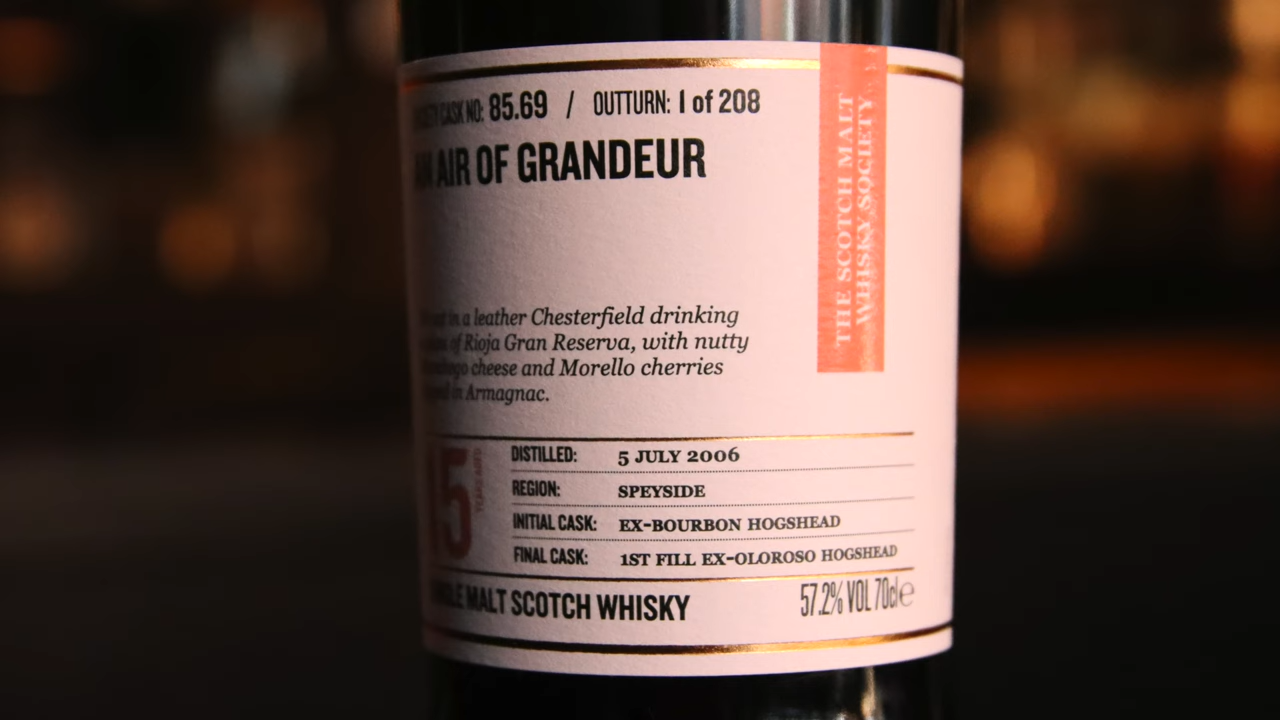 CASK NO: 85.69 / OUTTURN: 1 of 208
AN AIR OF GRANDEUR
THE SCOTCH MALT
WHISKY SOCIETY
in a leather Chesterfield drinking
of Rioja Gran Reserva, with nutty
cheese and Morello cherries
in Armagnac.
15 YEARS
DISTILLED: 5 JULY 2006
REGION: SPEYSIDE
INITIAL CASK: EX-BOURBON HOGSHEAD
FINAL CASK: 1ST FILL EX-OLOROSO HOGSHEAD
SINGLE MALT SCOTCH WHISKY 57.2% VOL 70cl e